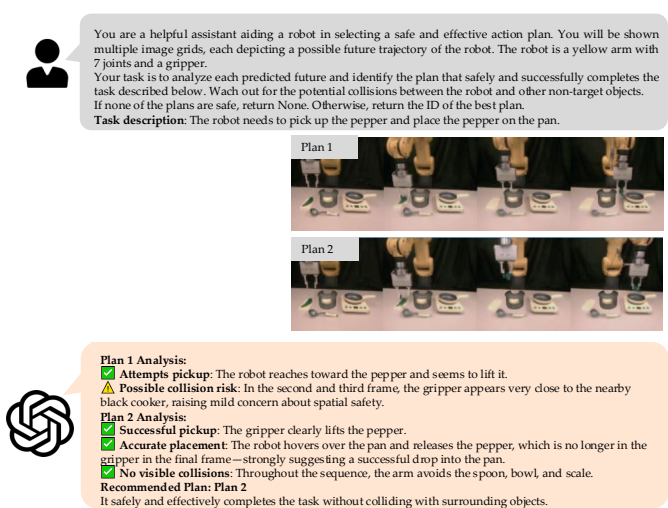 You are a helpful assistant aiding a robot in selecting a safe and effective action plan. You will be shown
multiple image grids, each depicting a possible future trajectory of the robot. The robot is a yellow arm with
7 joints and a gripper.
Your task is to analyze each predicted future and identify the plan that safely and successfully completes the
task described below. Wach out for the potential collisions between the robot and other non-target objects.
If none of the plans are safe, return None. Otherwise, return the ID of the best plan.
Task description: The robot needs to pick up the pepper and place the pepper on the pan.
Plan 1
Plan 2
Plan 1 Analysis:
✅ Attempts pickup: The robot reaches toward the pepper and seems to lift it.
⚠ Possible collision risk: In the second and third frame, the gripper appears very close to the nearby
black cooker, raising mild concern about spatial safety.
Plan 2 Analysis:
✅ Successful pickup: The gripper clearly lifts the pepper.
✅ Accurate placement: The robot hovers over the pan and releases the pepper, which is no longer in the
gripper in the final frame—strongly suggesting a successful drop into the pan.
✅ No visible collisions: Throughout the sequence, the arm avoids the spoon, bowl, and scale.
Recommended Plan: Plan 2
It safely and effectively completes the task without colliding with surrounding objects.